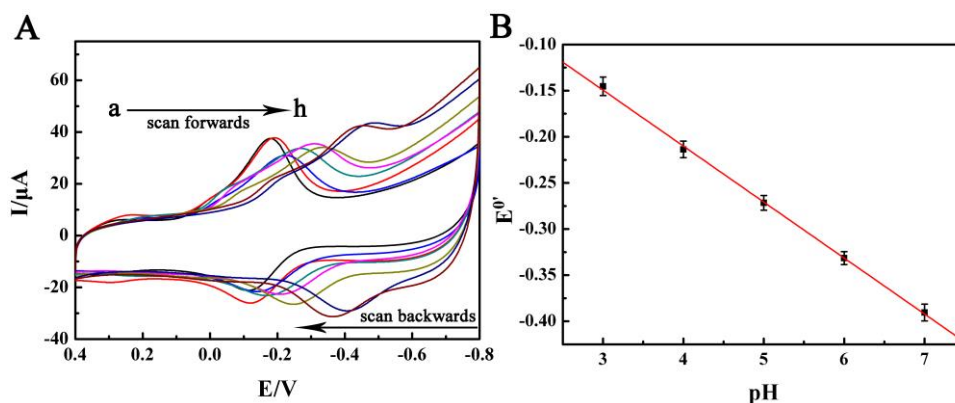 A
a h
scan forwards
scan backwards
I/μA
60
40
20
0
-20
-40
0.4 0.2 0.0 -0.2 -0.4 -0.6 -0.8
E/V
B
E0'
-0.10
-0.15
-0.20
-0.25
-0.30
-0.35
-0.40
3 4 5 6 7
pH